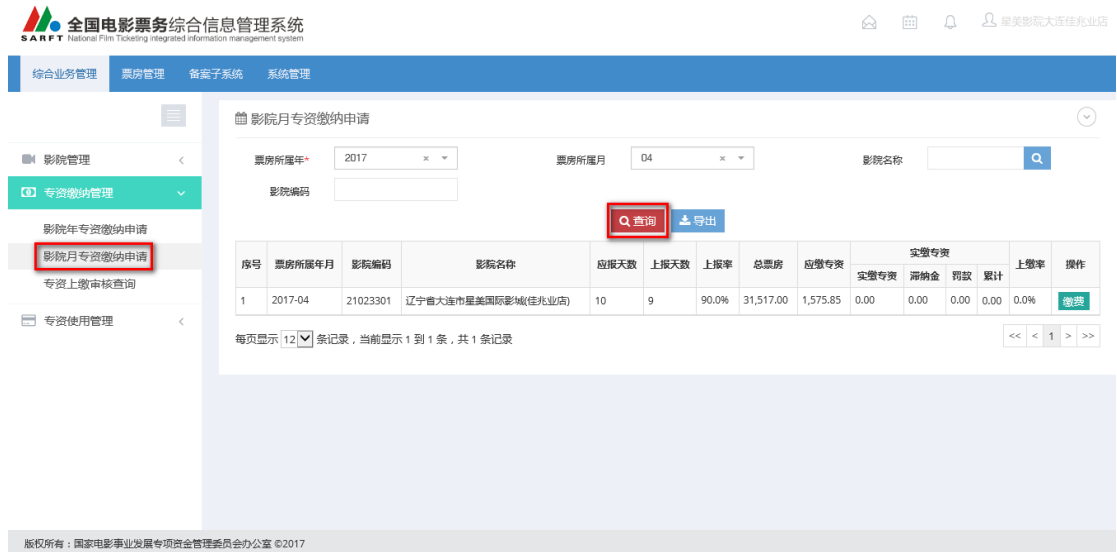 全国电影票务综合信息管理系统
SARFT National Film Ticketing integrated information management system
星美影院大连佳兆业店
综合业务管理 票房管理 备案子系统 系统管理
影院月专资缴纳申请
影院管理
专资缴纳管理
影院年专资缴纳申请
影院月专资缴纳申请
专资上缴审核查询
专资使用管理
票房所属年* 2017 × 票房所属月 04 × 影院名称
影院编码
查询 导出
序号 票房所属年月 影院编码 影院名称 应报天数 上报天数 上报率 总票房 应缴专资 实缴专资 上缴率 操作
实缴专资 滞纳金 罚款 累计
1 2017-04 21023301 辽宁省大连市星美国际影城(佳兆业店) 10 9 90.0% 31,517.00 1,575.85 0.00 0.00 0.00 0.00 0.0% 缴费
每页显示 12 条记录，当前显示 1 到 1 条，共 1 条记录
<< < 1 > >>
版权所有：国家电影事业发展专项资金管理委员会办公室 ©2017